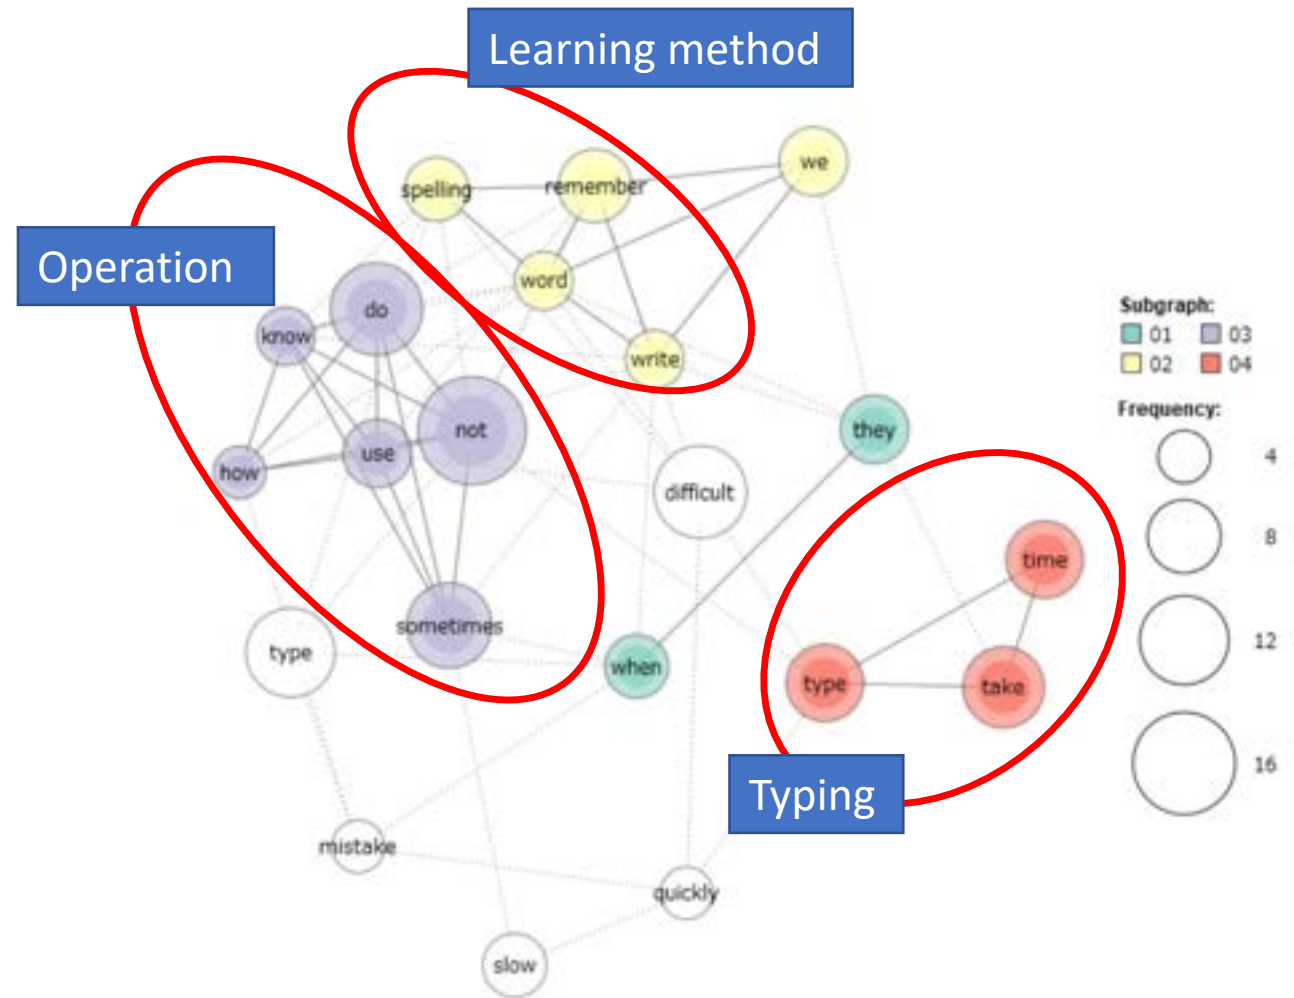 Learning method
we
spelling
remember
Operation
word
do
know
write
not
they
use
how
difficult
time
sometimes
type
when
type
take
Typing
mistake
quickly
slow
Subgraph:
01 03
02 04
Frequency:
4
8
12
16